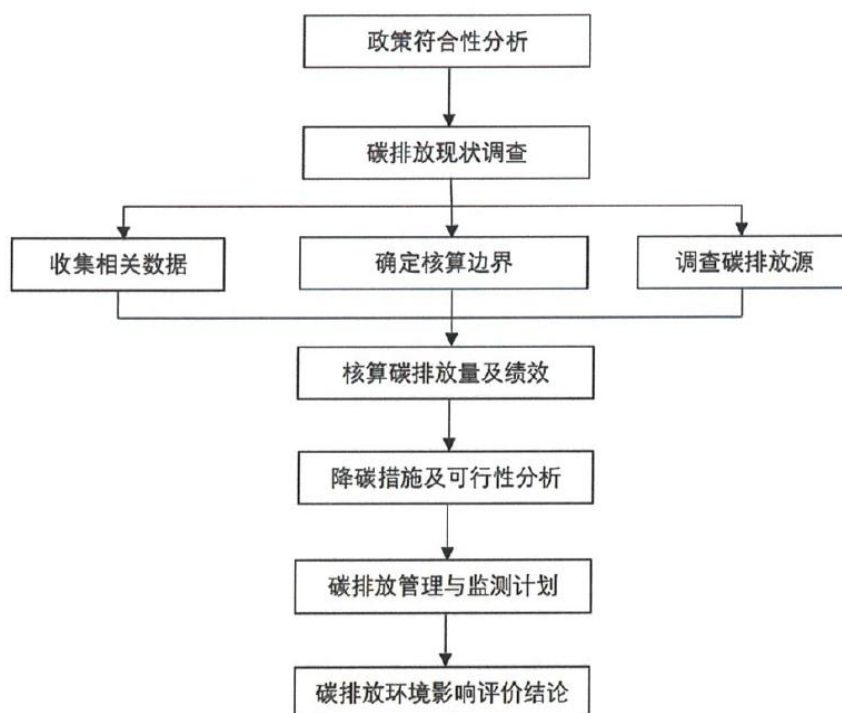 政策符合性分析
碳排放现状调查
收集相关数据
确定核算边界
调查碳排放源
核算碳排放量及绩效
降碳措施及可行性分析
碳排放管理与监测计划
碳排放环境影响评价结论